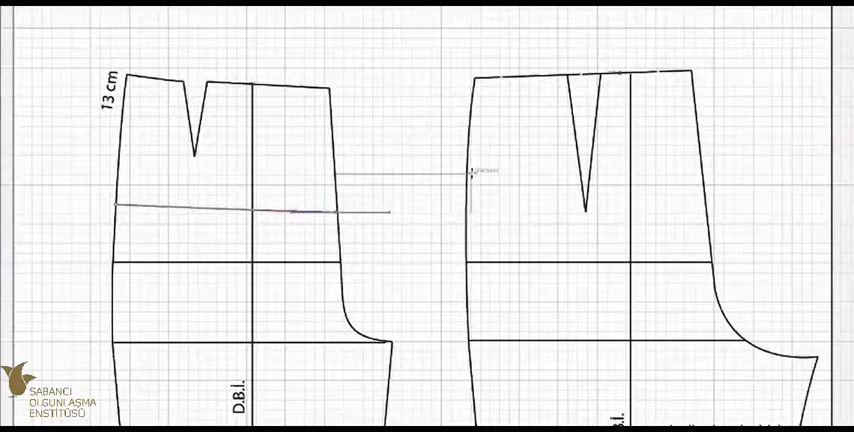 13 cm
D.B.İ.
B.İ.
SABANCI
OLGUNLAŞMA
ENSTİTÜSÜ